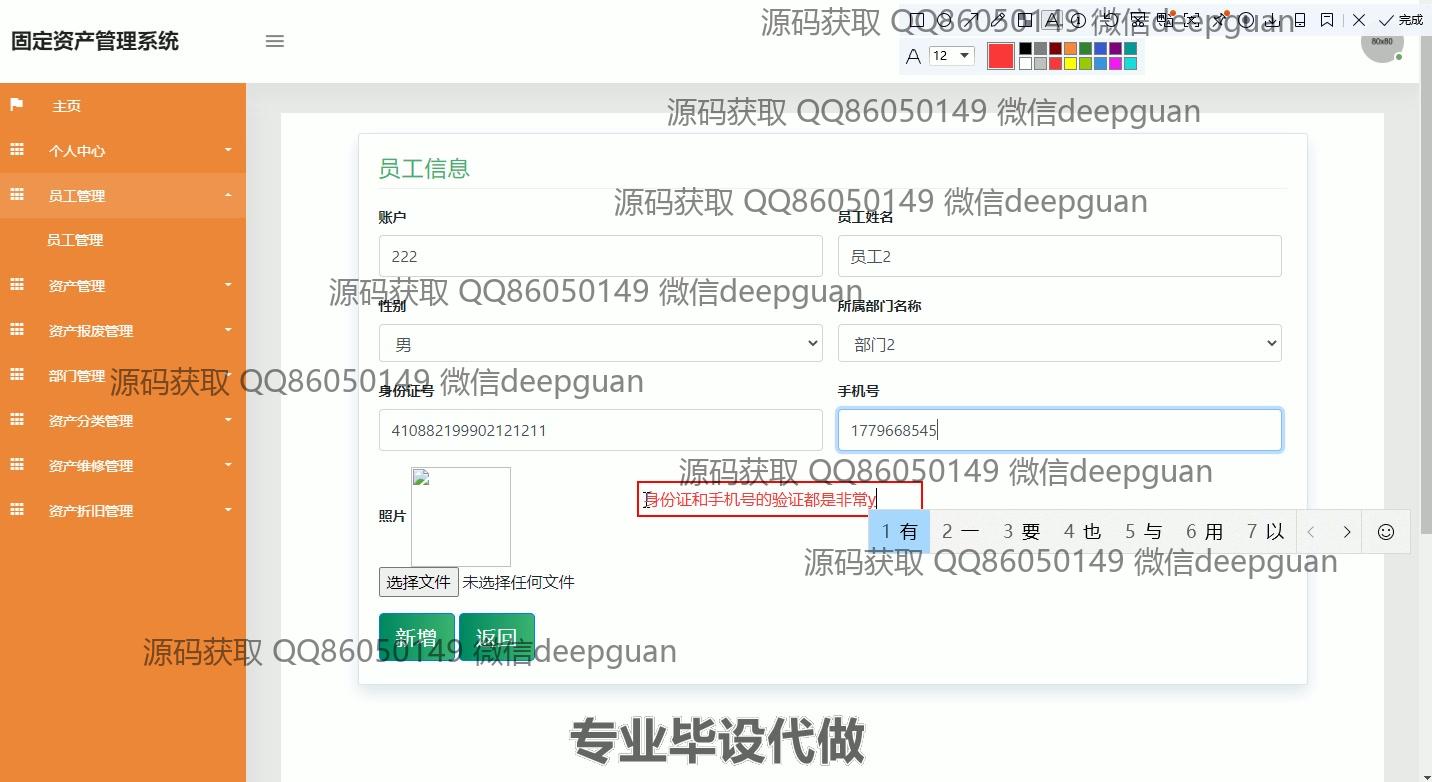 源码获取 QQ86050149 微信deepguan
完成
固定资产管理系统
A 12
80x80
主页
个人中心
员工管理
员工管理
资产管理
资产报废管理
部门管理
资产分类管理
资产维修管理
资产折旧管理
源码获取 QQ86050149 微信deepguan
员工信息
源码获取 QQ86050149 微信deepguan
账户
员工姓名
222
员工2
源码获取 QQ86050149 微信deepguan
性别
所属部门名称
男
部门2
源码获取 QQ86050149 微信deepguan
身份证号
手机号
410882199902121211
1779668545
源码获取 QQ86050149 微信deepguan
身份证和手机号的验证都是非常y
照片
1 有 2 一 3 要 4 也 5 与 6 用 7 以
源码获取 QQ86050149 微信deepguan
选择文件 未选择任何文件
新增
返回
源码获取 QQ86050149 微信deepguan
专业毕设代做